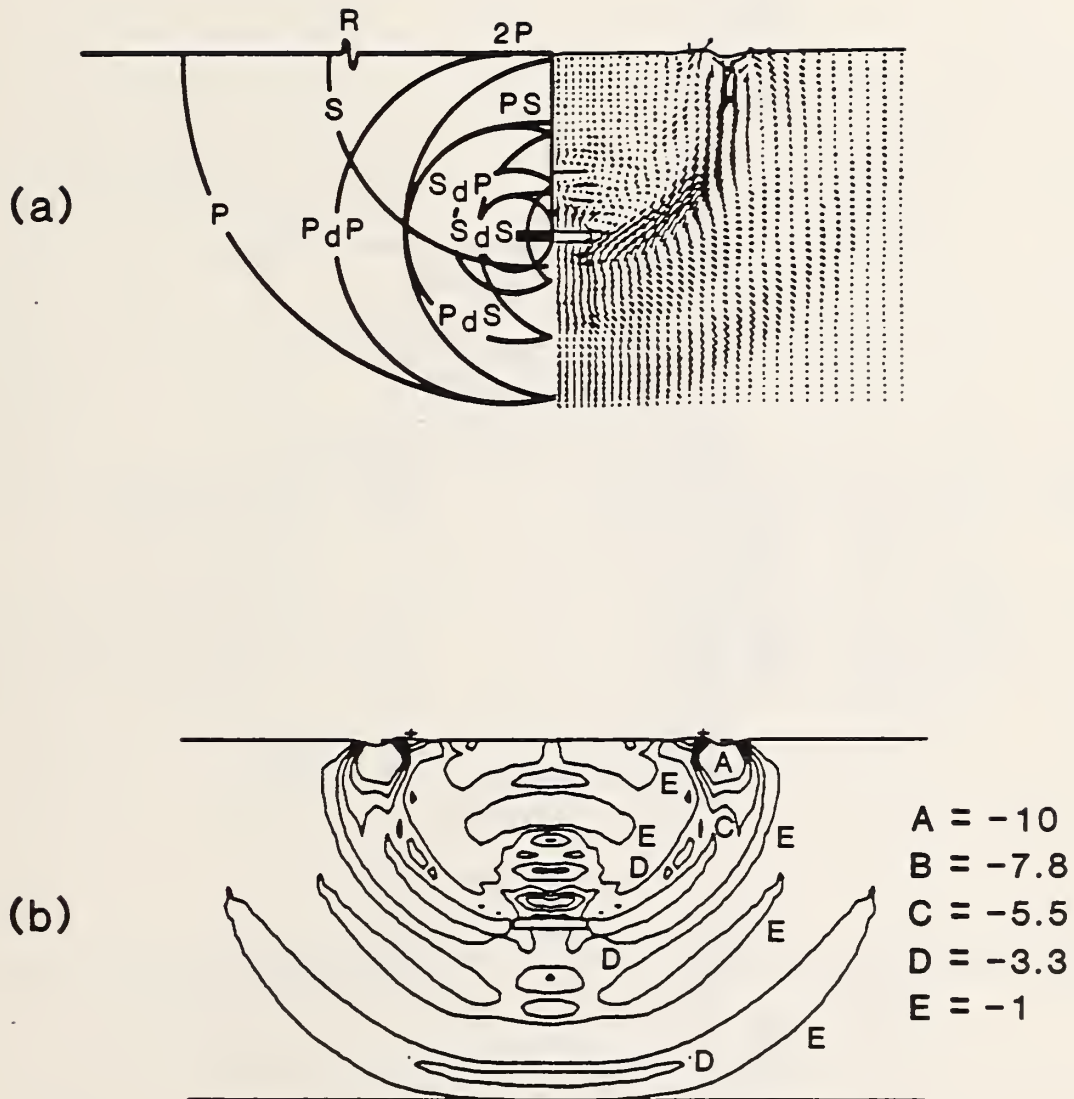 R
2P
S
PS
(a)
P
PdP
SdP
SdS
PdS
A
E
C
E
E
D
(b)
D
E
D
E
A = -10
B = -7.8
C = -5.5
D = -3.3
E = -1